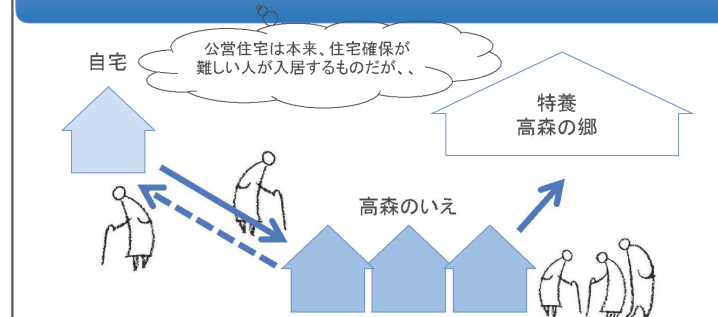 公営住宅は本来、住宅確保が
難しい人が入居するものだが、、
自宅
特養
高森の郷
高森のいえ